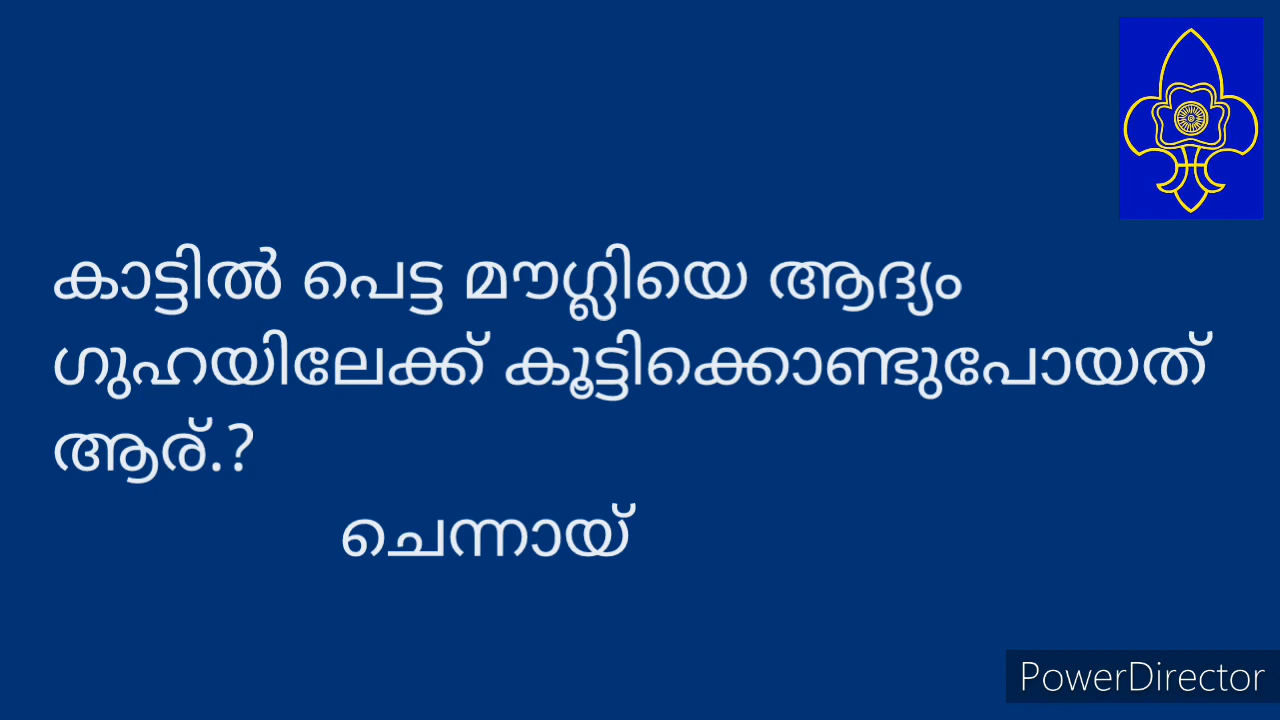 കാട്ടിൽ പെട്ട മൗഗ്ലിയെ ആദ്യം
ഗുഹയിലേക്ക് കൂട്ടിക്കൊണ്ടുപോയത്
ആര്.?
ചെന്നായ്
PowerDirector